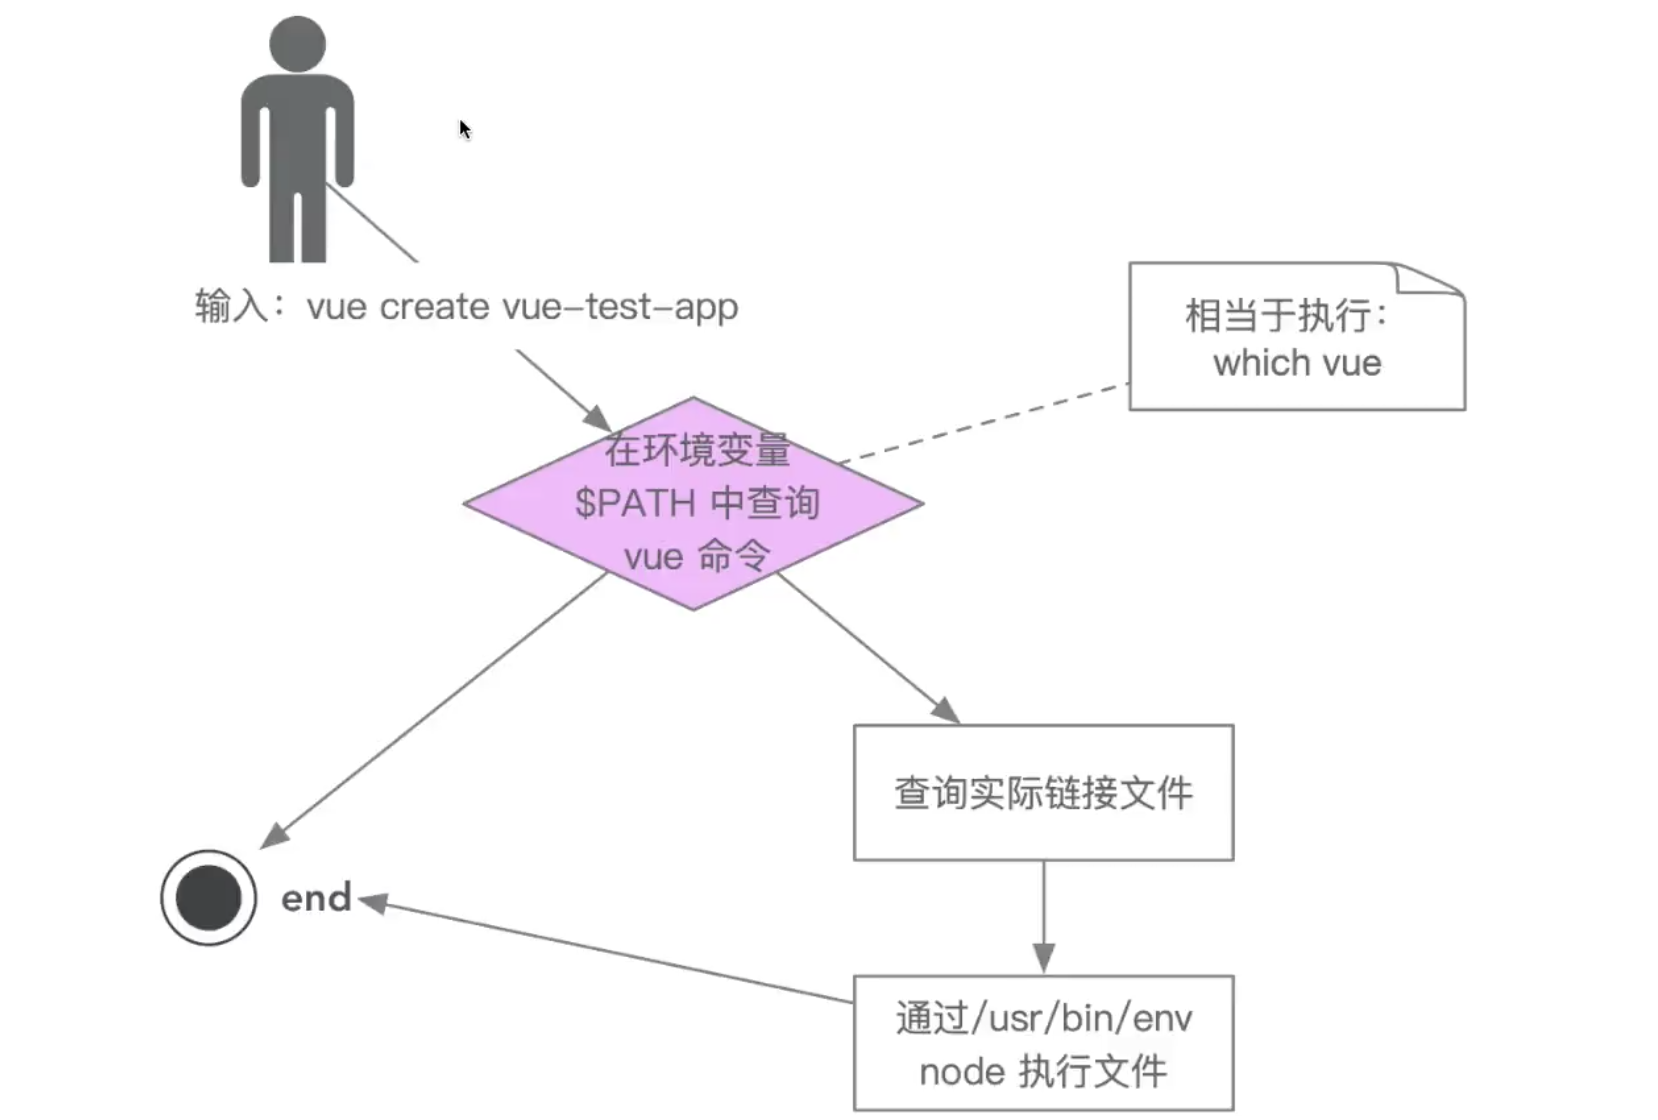 输入：vue create vue-test-app
相当于执行：
which vue
在环境变量
$PATH 中查询
vue 命令
查询实际链接文件
end
通过/usr/bin/env
node 执行文件